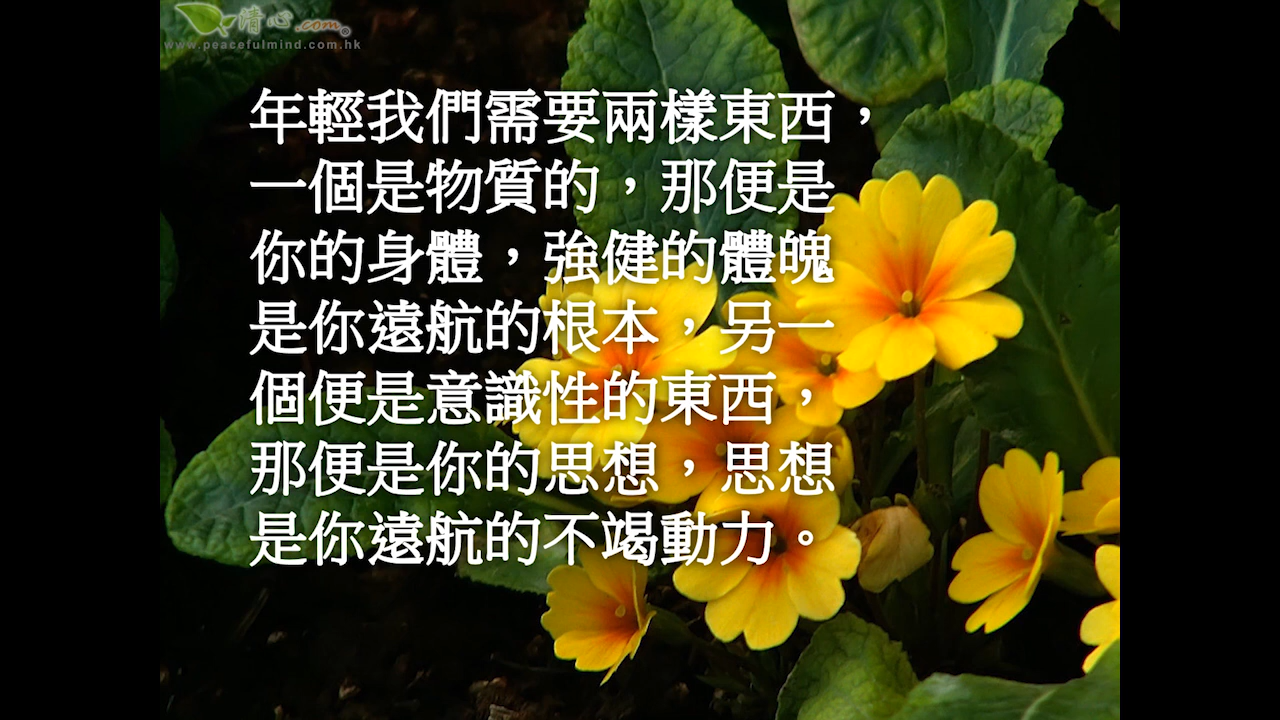 清心.com
www.peacefulmind.com.hk
年輕我們需要兩樣東西，
一個是物質的，那便是
你的身體，強健的體魄
是你遠航的根本，另一
個便是意識性的東西，
那便是你的思想，思想
是你遠航的不竭動力。